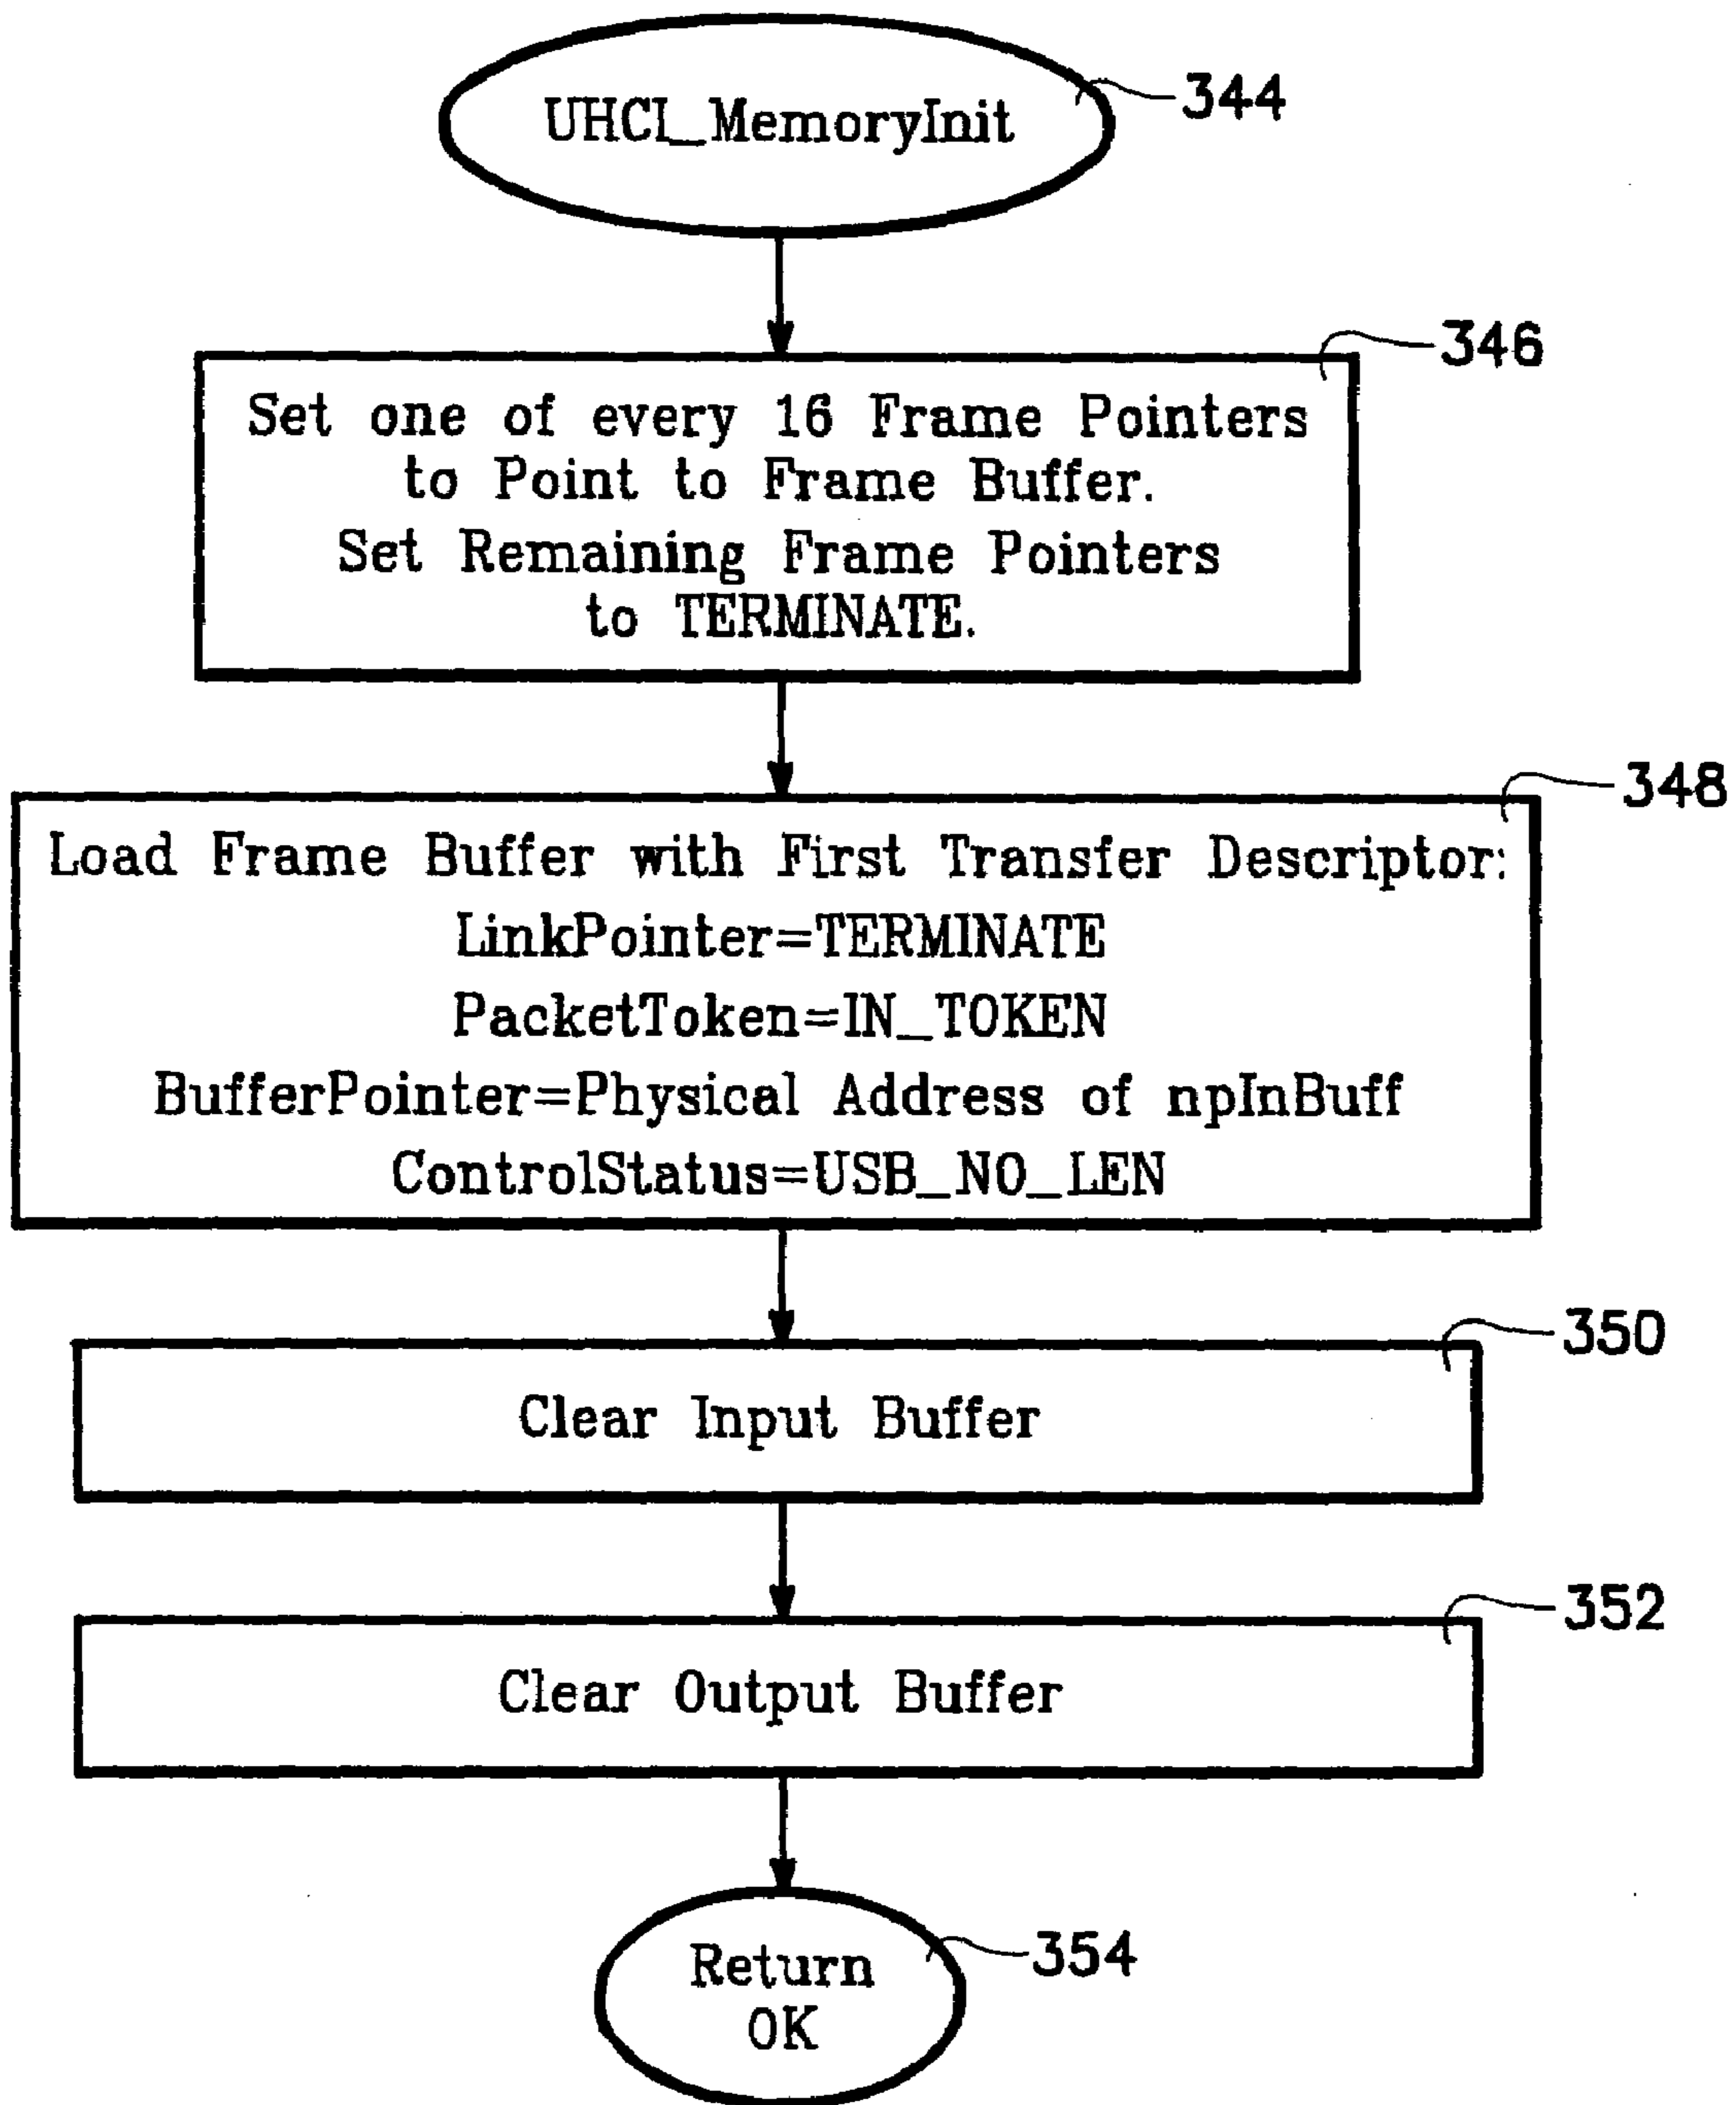 UHCI_MemoryInit
344
346
Set one of every 16 Frame Pointers
to Point to Frame Buffer.
Set Remaining Frame Pointers
to TERMINATE.
348
Load Frame Buffer with First Transfer Descriptor:
LinkPointer=TERMINATE
PacketToken=IN_TOKEN
BufferPointer=Physical Address of npInBuff
ControlStatus=USB_NO_LEN
350
Clear Input Buffer
352
Clear Output Buffer
354
Return
OK